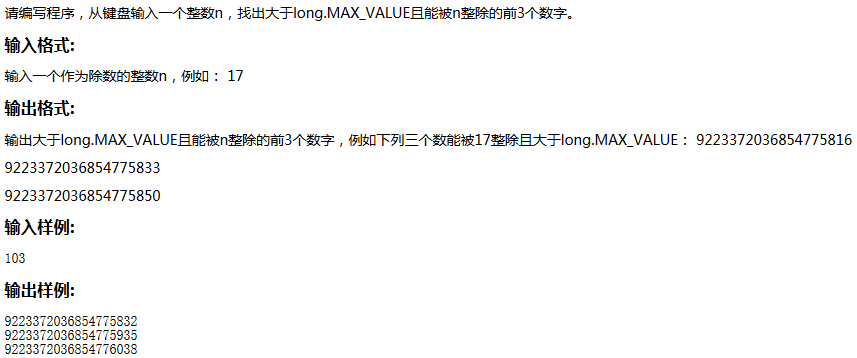 请编写程序，从键盘输入一个整数n，找出大于long.MAX_VALUE且能被n整除的前3个数字。
输入格式:
输入一个作为除数的整数n，例如： 17
输出格式:
输出大于long.MAX_VALUE且能被n整除的前3个数字，例如下列三个数能被17整除且大于long.MAX_VALUE： 9223372036854775816
9223372036854775833
9223372036854775850
输入样例:
103
输出样例:
9223372036854775832
9223372036854775935
9223372036854776038